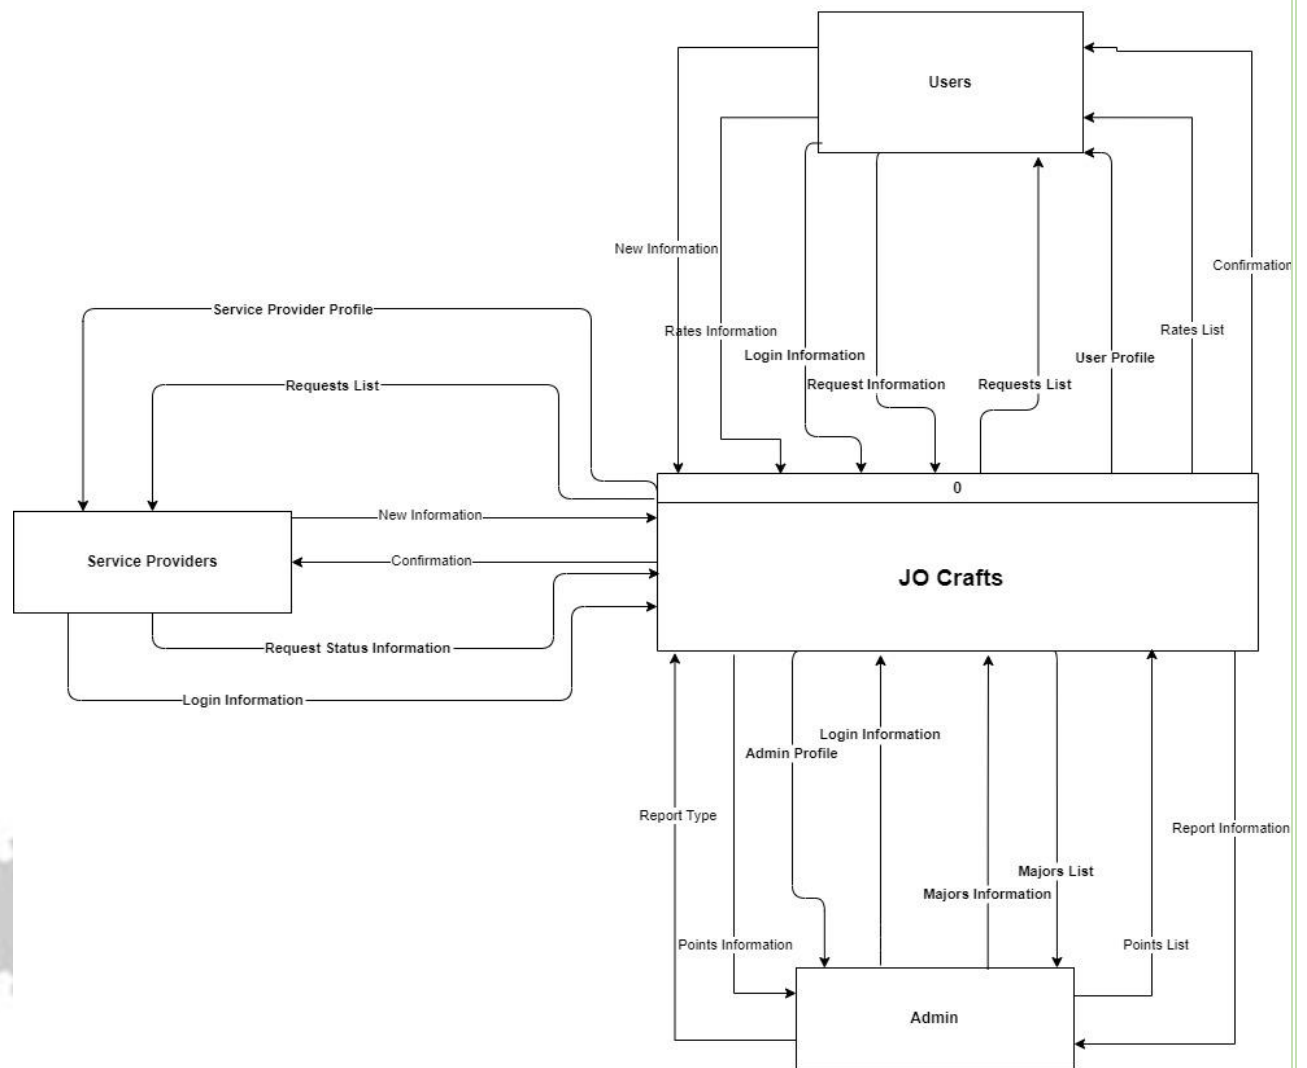 Users
New Information
Confirmation
Service Provider Profile
Rates Information
Rates List
Login Information
User Profile
Requests List
Request Information
Requests List
0
New Information
Service Providers
Confirmation
JO Crafts
Request Status Information
Login Information
Login Information
Admin Profile
Report Type
Report Information
Majors List
Majors Information
Points Information
Points List
Admin